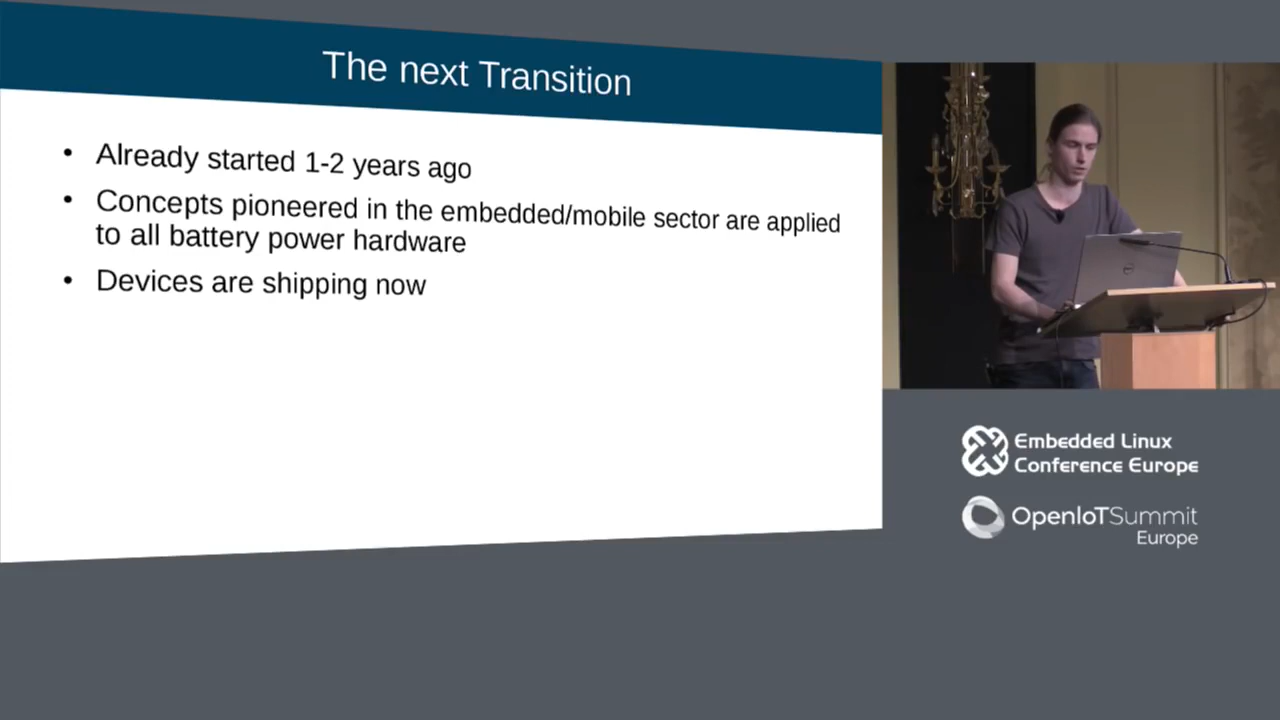 The next Transition
• Already started 1-2 years ago
• Concepts pioneered in the embedded/mobile sector are applied
to all battery power hardware
• Devices are shipping now
Embedded Linux
Conference Europe
OpenIoTSummit
Europe